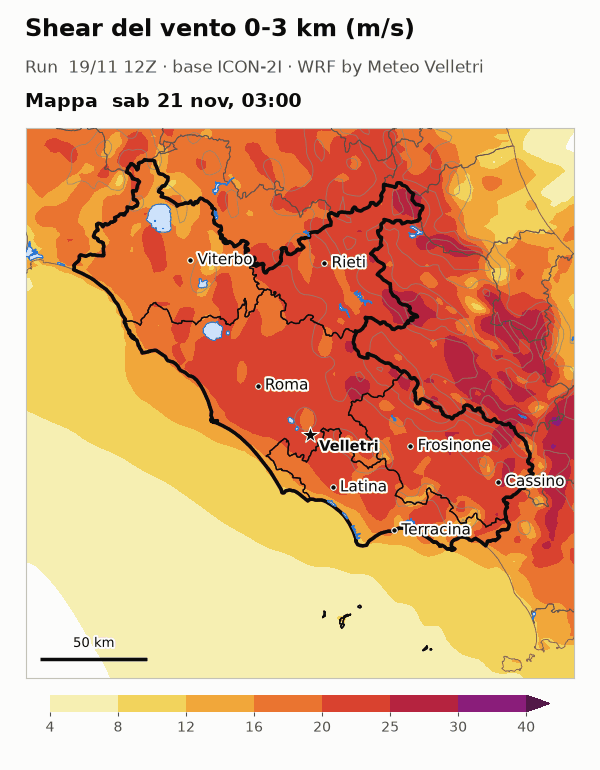 Shear del vento 0-3 km (m/s)
Run  19/11 12Z · base ICON-2I · WRF by Meteo Velletri
Mappa  sab 21 nov, 03:00
Viterbo
Rieti
Roma
Velletri
Frosinone
Latina
Cassino
Terracina
50 km
4 8 12 16 20 25 30 40